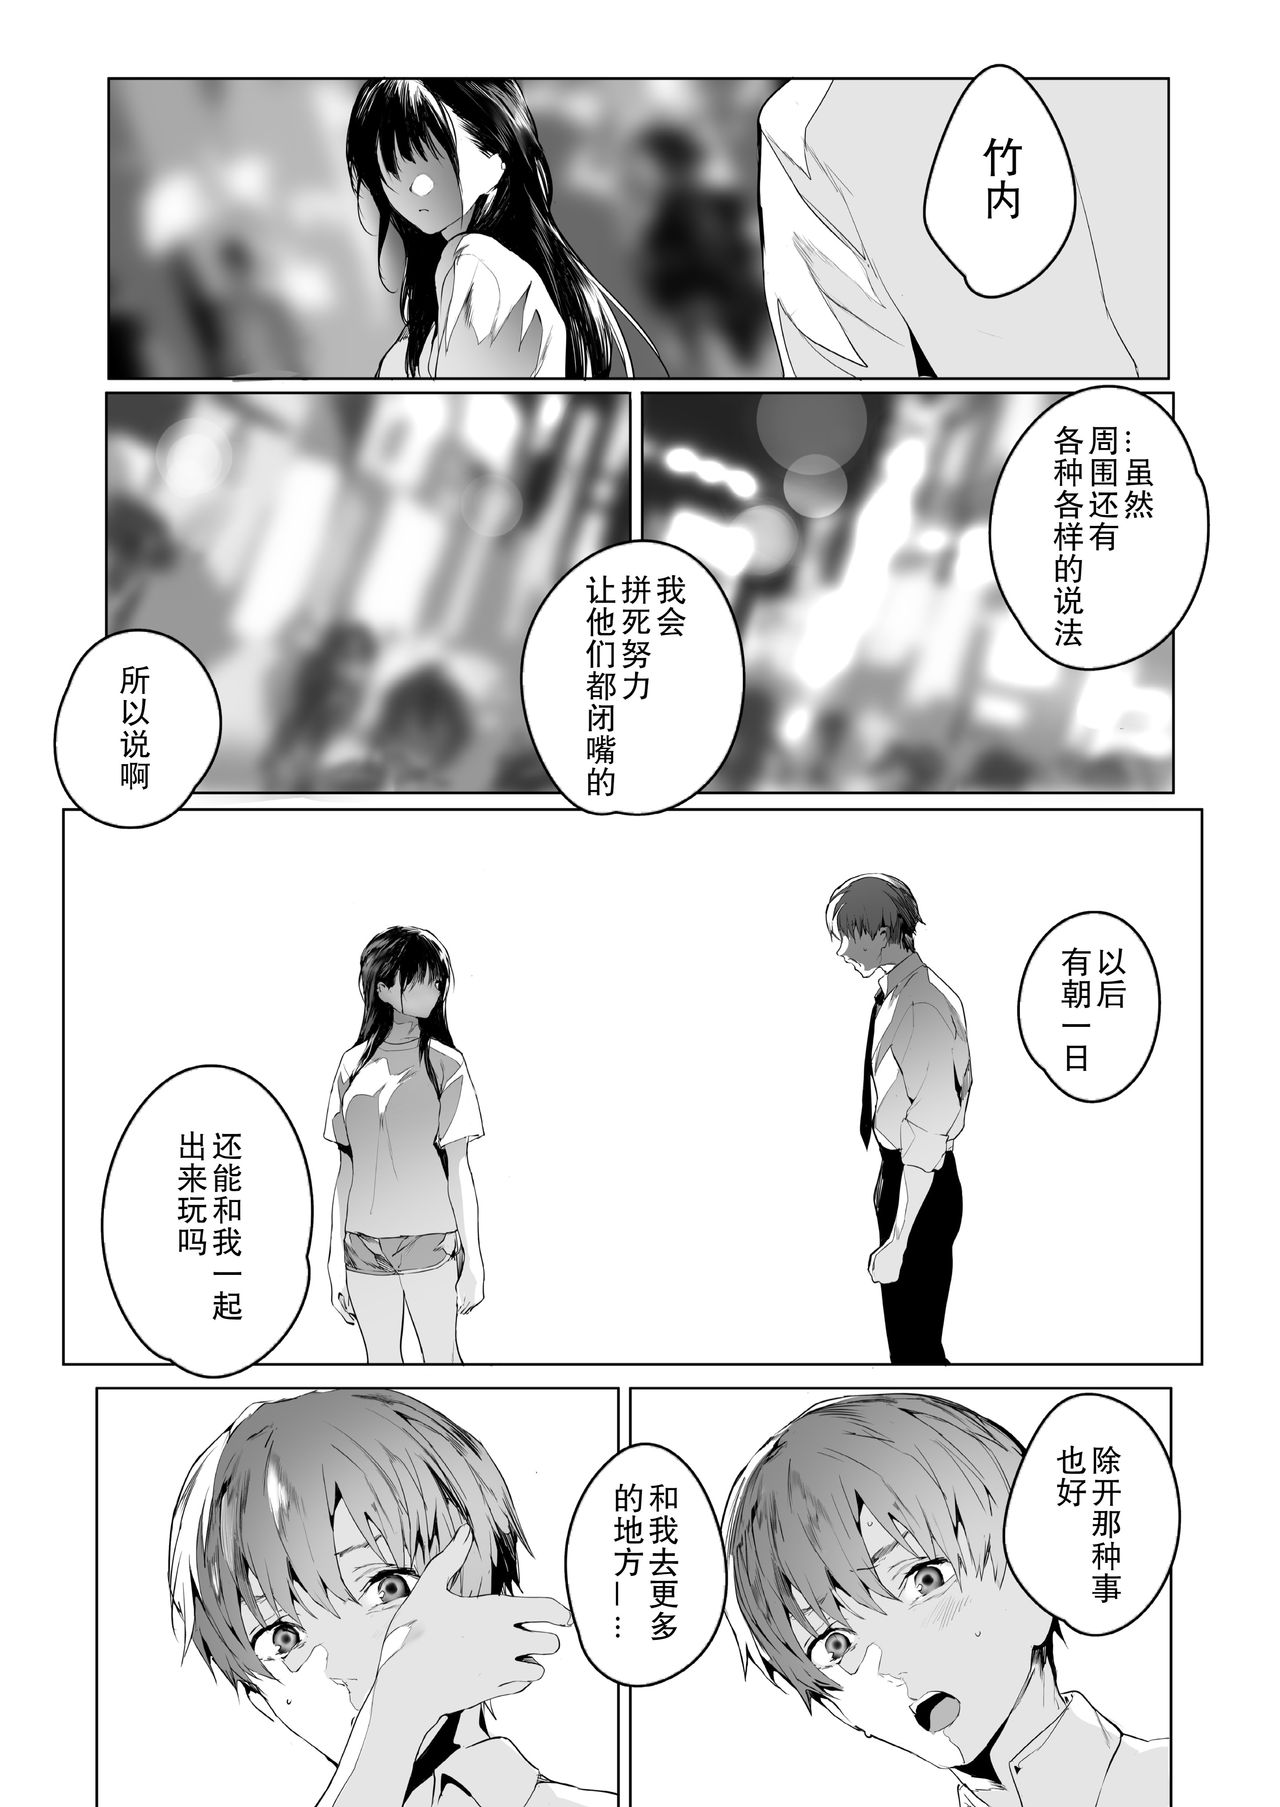 竹内
…虽然
周围还有
各种各样的说法
我会
拼死努力
让他们都闭嘴的
所以说啊
以后
有朝一日
还能和我一起
出来玩吗
除开那种事
也好
和我去更多
的地方—…